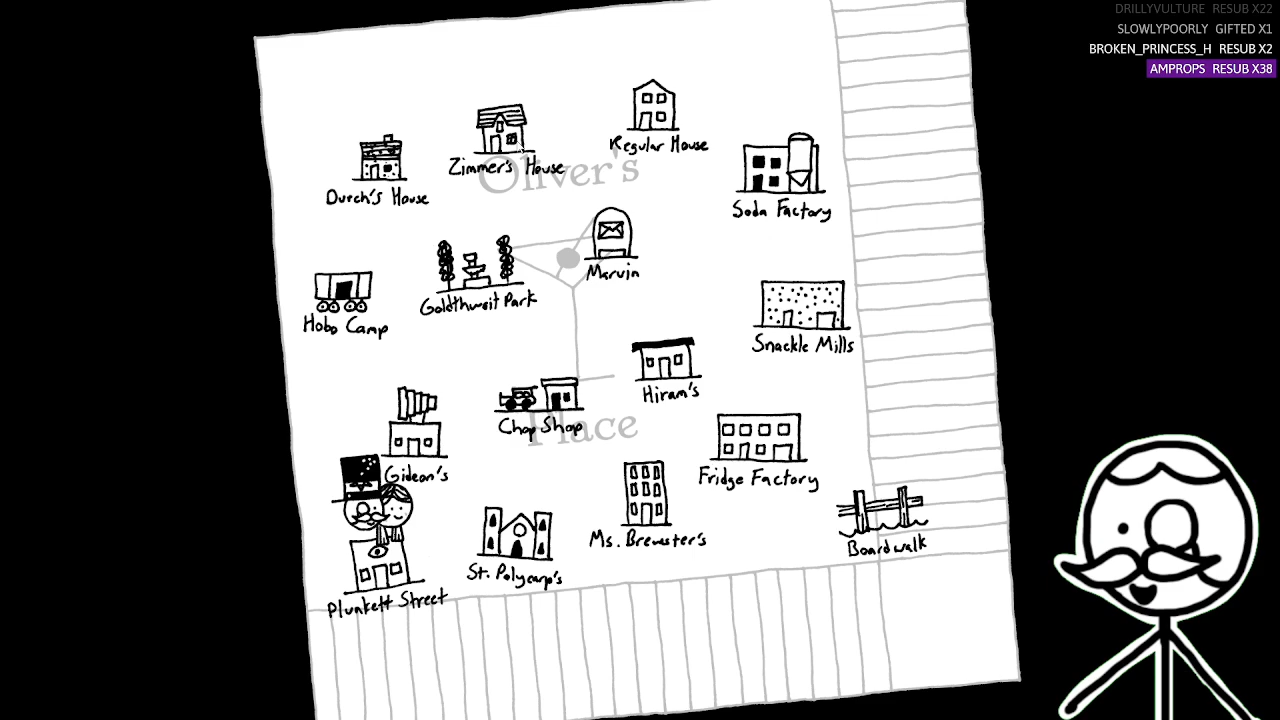 DRILLYVULTURE RESUB X22
SLOWLYPOORLY GIFTED X1
BROKEN_PRINCESS_H RESUB X2
AMPROPS RESUB X38
Regular House
Zimmer's House
Oliver's
Durch's House
Soda Factory
Marvin
Goldthwait Park
Hobo Camp
Snackle Mills
Hiram's
Chop Shop
Place
Gideon's
Fridge Factory
Ms. Brewster's
Boardwalk
St. Polycarp's
Plunkett Street